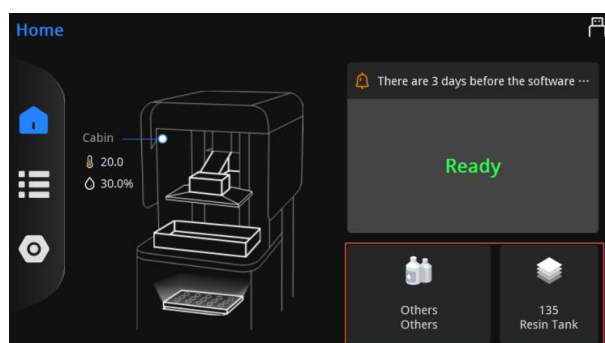 Home
There are 3 days before the software ···
Cabin
20.0
30.0%
Ready
Others
Others
135
Resin Tank